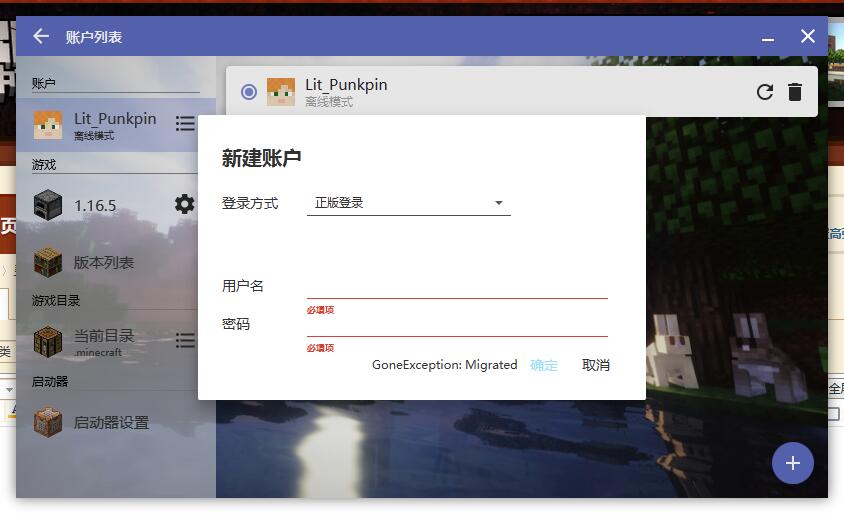 账户列表
账户
Lit_Punkpin
离线模式
游戏
1.16.5
版本列表
游戏目录
当前目录
.minecraft
启动器
启动器设置
Lit_Punkpin
离线模式
新建账户
登录方式
正版登录
用户名
必填项
密码
必填项
GoneException: Migrated
确定
取消
页
类